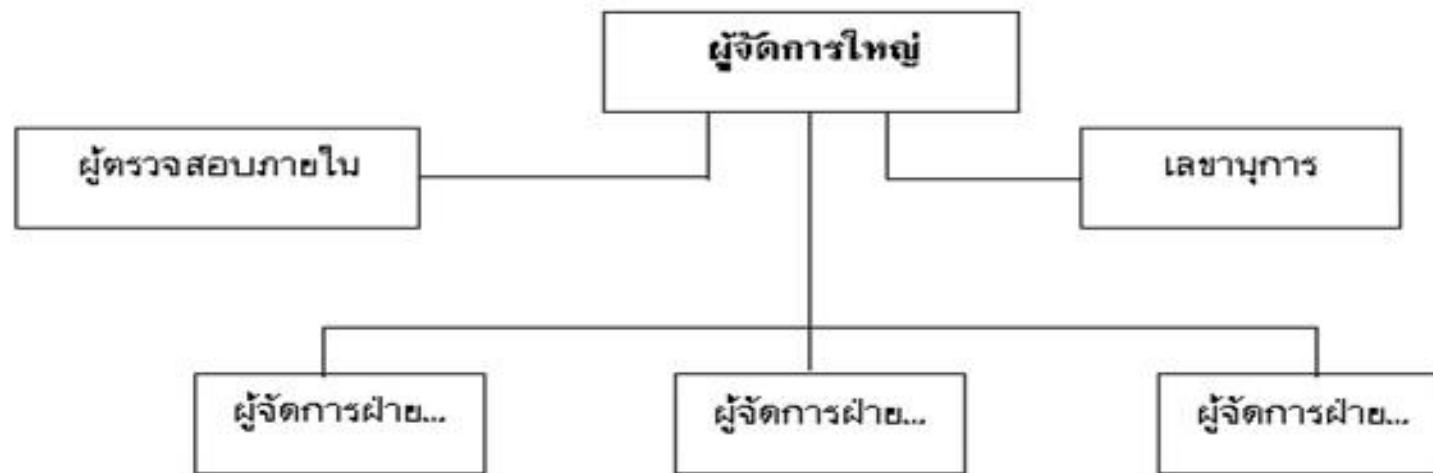 ผู้จัดการใหญ่
ผู้ตรวจสอบภายใน
เลขานุการ
ผู้จัดการฝ่าย...
ผู้จัดการฝ่าย...
ผู้จัดการฝ่าย...